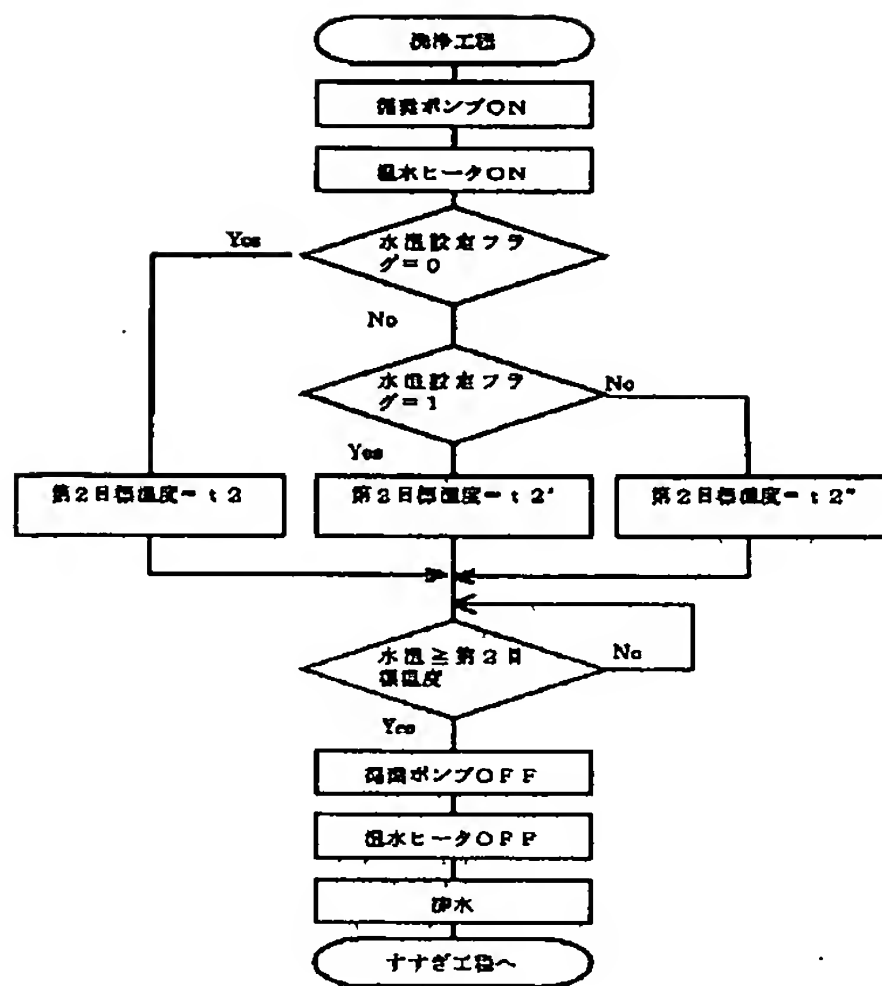 洗浄工程
循環ポンプON
温水ヒータON
水温設定フラ
グ=0
Yes
No
水温設定フラ
グ=1
No
Yes
第2目標温度=t2
第2目標温度=t2'
第2目標温度=t2"
水温≧第2目
標温度
No
Yes
循環ポンプOFF
温水ヒータOFF
排水
すすぎ工程へ